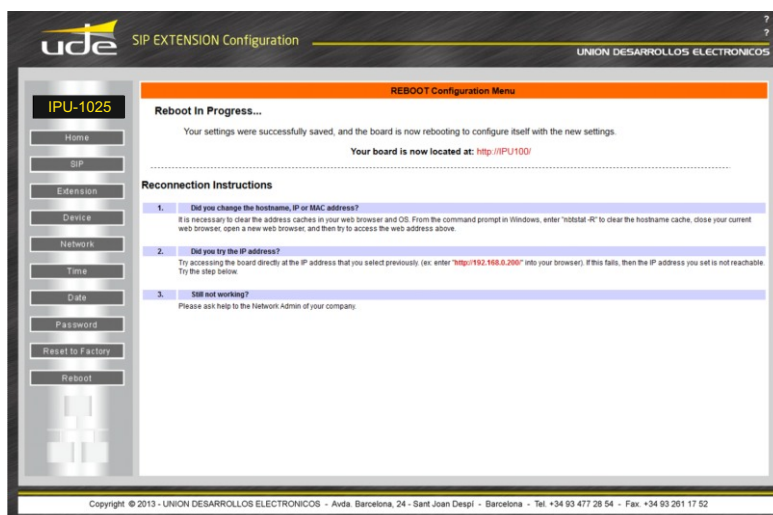 ?
?
ude
SIP EXTENSION Configuration
UNION DESARROLLOS ELECTRONICOS
IPU-1025
Home
SIP
Extension
Device
Network
Time
Date
Password
Reset to Factory
Reboot
REBOOT Configuration Menu
Reboot In Progress...
Your settings were successfully saved, and the board is now rebooting to configure itself with the new settings.
Your board is now located at: http://IPU100/
Reconnection Instructions
1. Did you change the hostname, IP or MAC address?
It is necessary to clear the address caches in your web browser and OS. From the command prompt in Windows, enter "nbtstat -R" to clear the hostname cache, close your current
web browser, open a new web browser, and then try to access the web address above.
2. Did you try the IP address?
Try accessing the board directly at the IP address that you select previously. (ex: enter "http://192.168.0.200/" into your browser). If this fails, then the IP address you set is not reachable.
Try the step below.
3. Still not working?
Please ask help to the Network Admin of your company.
Copyright © 2013 - UNION DESARROLLOS ELECTRONICOS - Avda. Barcelona, 24 - Sant Joan Despí - Barcelona - Tel. +34 93 477 28 54 - Fax. +34 93 261 17 52